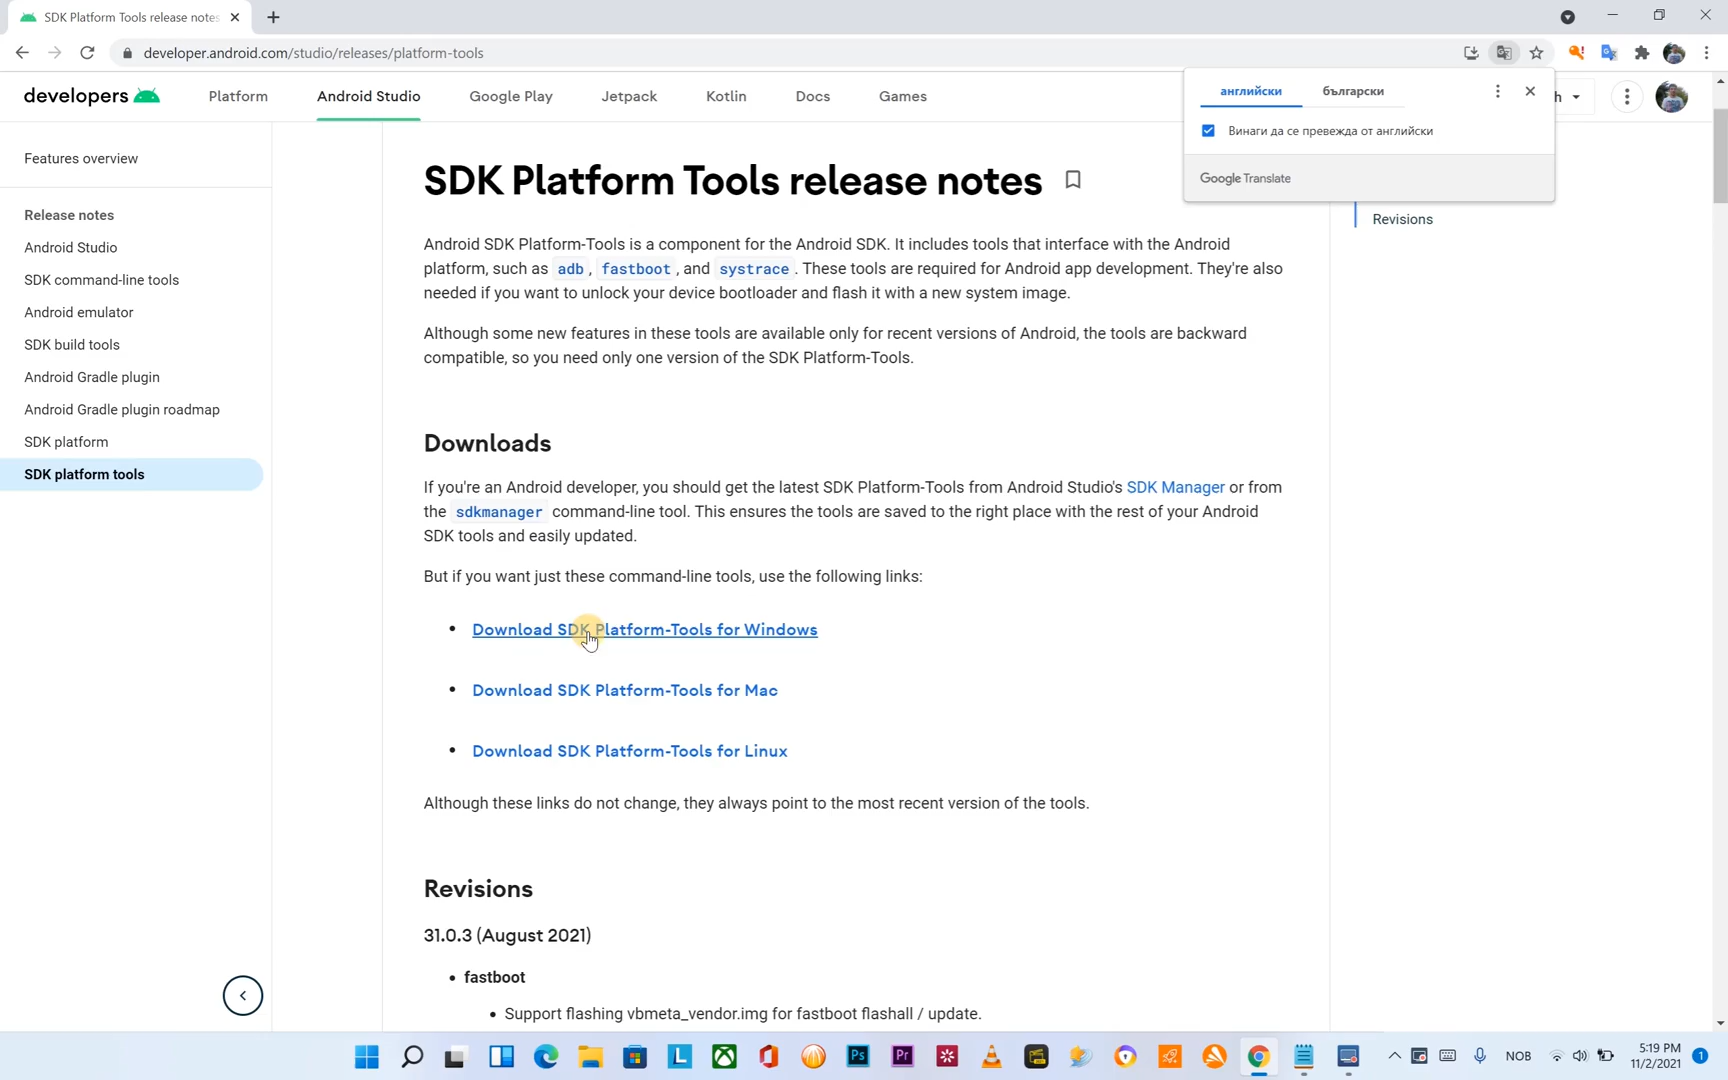 SDK Platform Tools release notes
developer.android.com/studio/releases/platform-tools
developers
Platform
Android Studio
Google Play
Jetpack
Kotlin
Docs
Games
английски
български
Винаги да се превежда от английски
Google Translate
Features overview
Release notes
Android Studio
SDK command-line tools
Android emulator
SDK build tools
Android Gradle plugin
Android Gradle plugin roadmap
SDK platform
SDK platform tools
SDK Platform Tools release notes
Android SDK Platform-Tools is a component for the Android SDK. It includes tools that interface with the Android
platform, such as adb, fastboot, and systrace. These tools are required for Android app development. They're also
needed if you want to unlock your device bootloader and flash it with a new system image.
Although some new features in these tools are available only for recent versions of Android, the tools are backward
compatible, so you need only one version of the SDK Platform-Tools.
Downloads
If you're an Android developer, you should get the latest SDK Platform-Tools from Android Studio's SDK Manager or from
the sdkmanager command-line tool. This ensures the tools are saved to the right place with the rest of your Android
SDK tools and easily updated.
But if you want just these command-line tools, use the following links:
• Download SDK Platform-Tools for Windows
• Download SDK Platform-Tools for Mac
• Download SDK Platform-Tools for Linux
Although these links do not change, they always point to the most recent version of the tools.
Revisions
31.0.3 (August 2021)
• fastboot
• Support flashing vbmeta_vendor.img for fastboot flashall / update.
Revisions
L
Ps
Pr
NOB
5:19 PM
11/2/2021
1